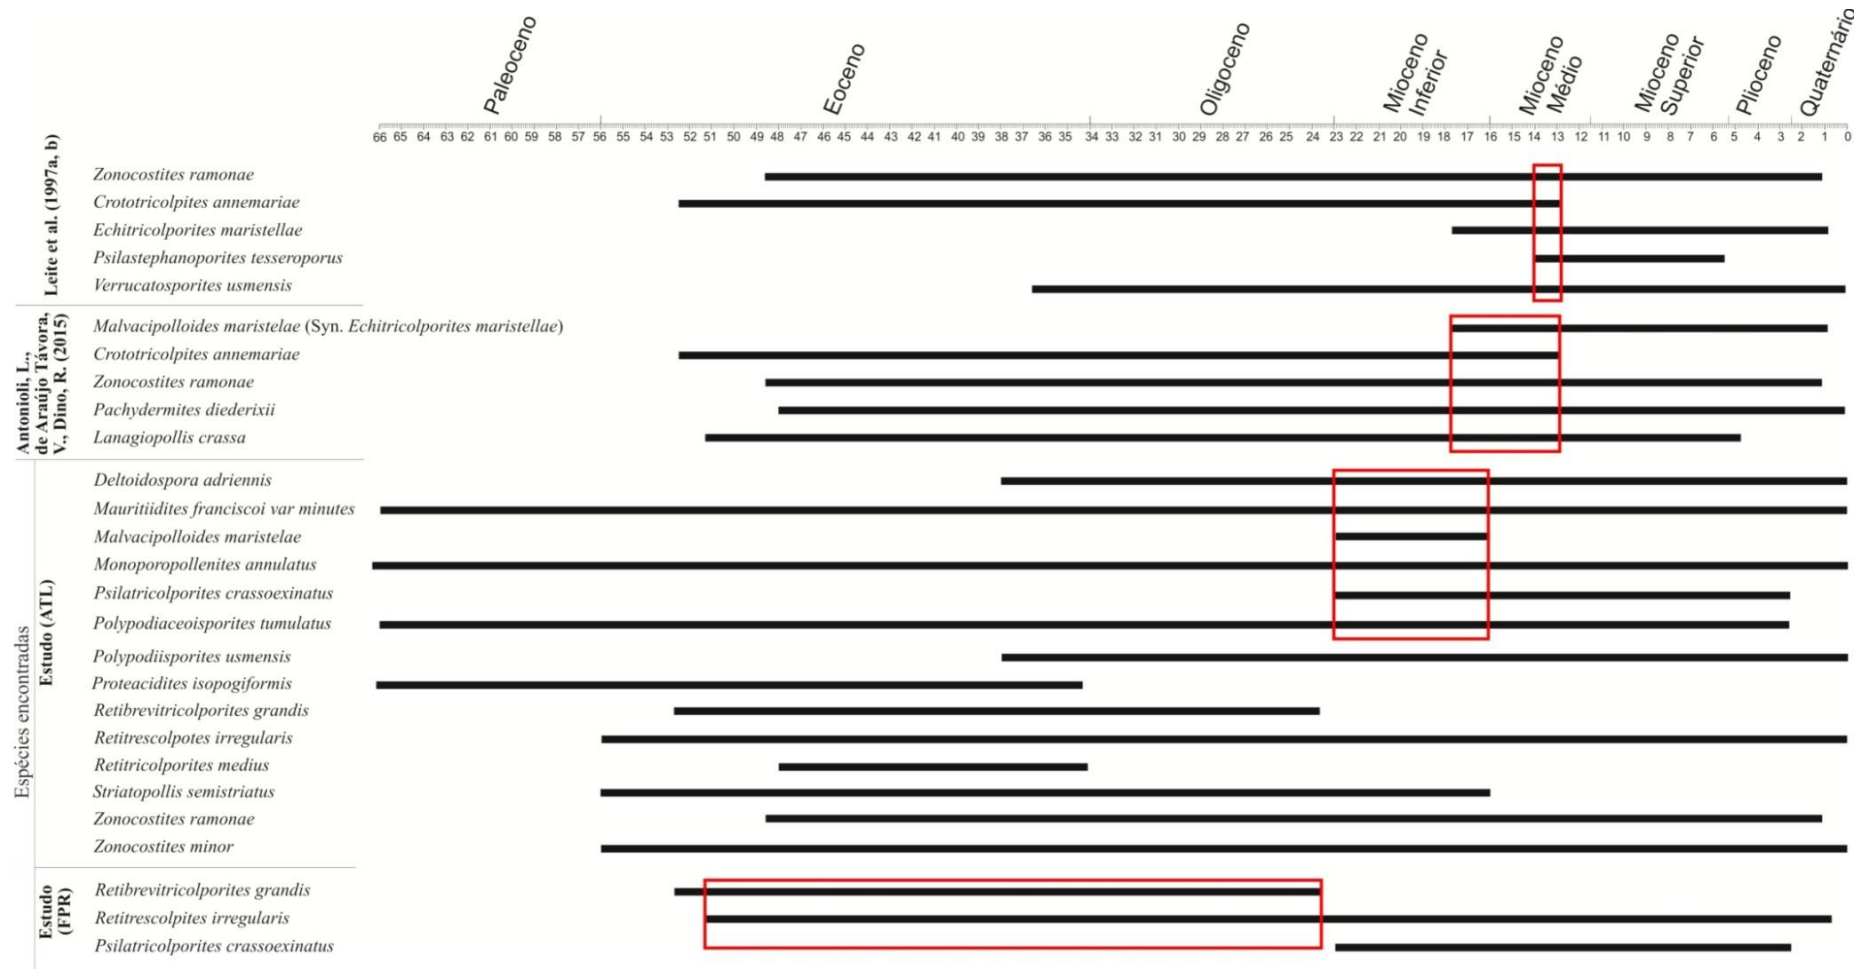 Paleoceno
Eoceno
Oligoceno
Mioceno
Inferior
Mioceno
Médio
Mioceno
Superior
Plioceno
Quaternário
66 65 64 63 62 61 60 59 58 57 56 55 54 53 52 51 50 49 48 47 46 45 44 43 42 41 40 39 38 37 36 35 34 33 32 31 30 29 28 27 26 25 24 23 22 21 20 19 18 17 16 15 14 13 12 11 10 9 8 7 6 5 4 3 2 1 0
Leite et al. (1997a, b)
Zonocostites ramonae
Crototricolpites annemariae
Echitricolporites maristellae
Psilastephanoporites tesseroporus
Verrucatosporites usmensis
Antonioli, L.,
de Araújo Távora,
V., Dino, R. (2015)
Malvacipolloides maristelae (Syn. Echitricolporites maristellae)
Crototricolpites annemariae
Zonocostites ramonae
Pachydermites diederixii
Lanagiopollis crassa
Espécies encontradas
Estudo (ATL)
Deltoidospora adriennis
Mauritiidites franciscoi var minutes
Malvacipolloides maristelae
Monoporopollenites annulatus
Psilatricolporites crassoexinatus
Polypodiaceoisporites tumulatus
Polypodiisporites usmensis
Proteacidites isopogiformis
Retibrevitricolporites grandis
Retitrescolpotes irregularis
Retitricolporites medius
Striatopollis semistriatus
Zonocostites ramonae
Zonocostites minor
Estudo
(FPR)
Retibrevitricolporites grandis
Retitrescolpites irregularis
Psilatricolporites crassoexinatus